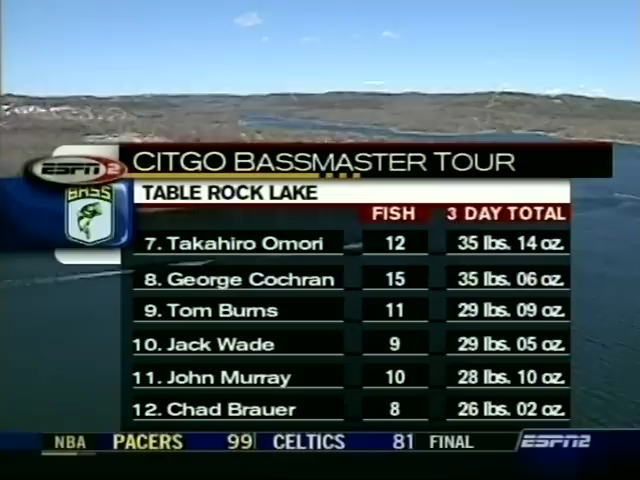 ESPN2 CITGO BASSMASTER TOUR
BASS TABLE ROCK LAKE
FISH 3 DAY TOTAL
7. Takahiro Omori 12 35 lbs. 14 oz.
8. George Cochran 15 35 lbs. 06 oz.
9. Tom Burns 11 29 lbs. 09 oz.
10. Jack Wade 9 29 lbs. 05 oz.
11. John Murray 10 28 lbs. 10 oz.
12. Chad Brauer 8 26 lbs. 02 oz.
NBA PACERS 99 CELTICS 81 FINAL ESPN2